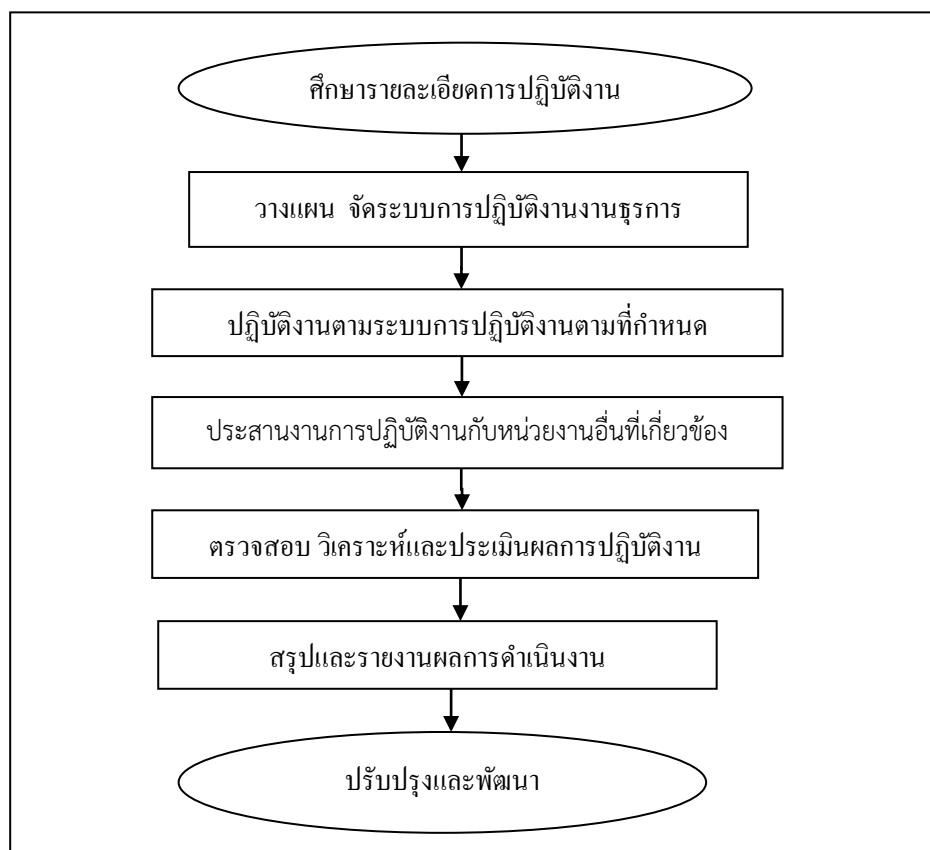 ศึกษารายละเอียดการปฏิบัติงาน
วางแผน จัดระบบการปฏิบัติงานงานธุรการ
ปฏิบัติงานตามระบบการปฏิบัติงานตามที่กำหนด
ประสานงานการปฏิบัติงานกับหน่วยงานอื่นที่เกี่ยวข้อง
ตรวจสอบ วิเคราะห์และประเมินผลการปฏิบัติงาน
สรุปและรายงานผลการดำเนินงาน
ปรับปรุงและพัฒนา